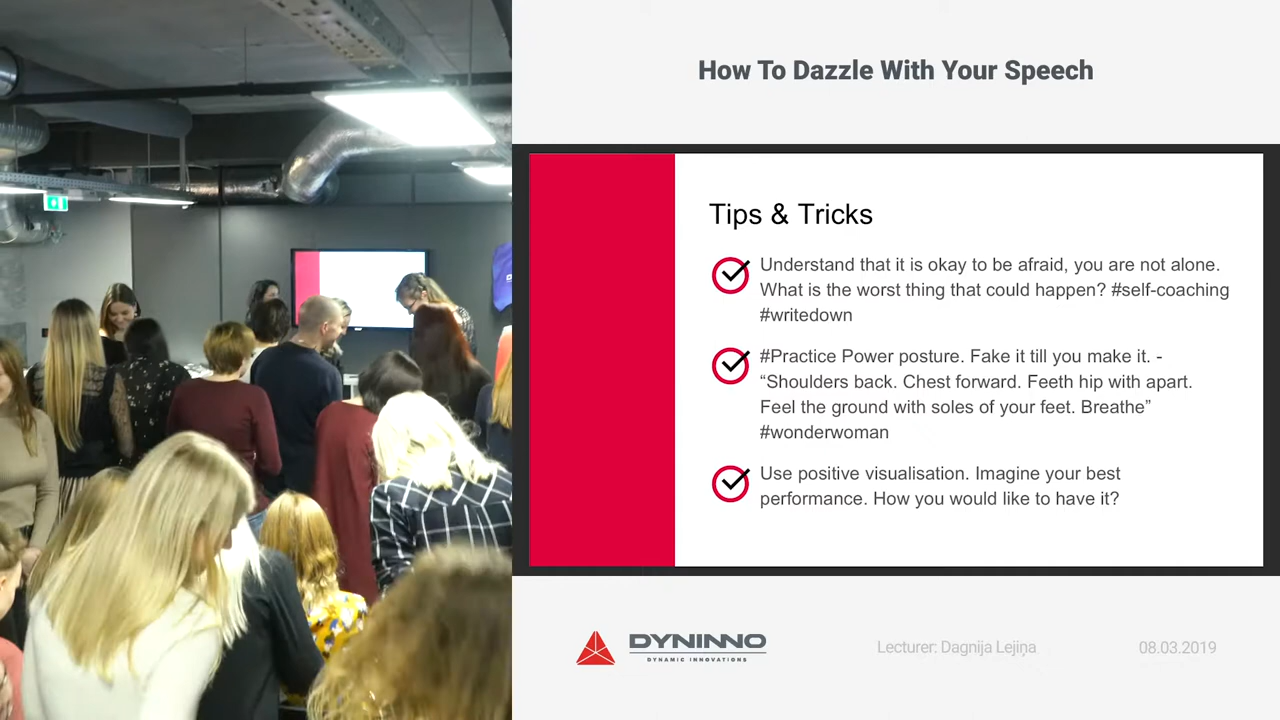 How To Dazzle With Your Speech
Tips & Tricks
Understand that it is okay to be afraid, you are not alone.
What is the worst thing that could happen? #self-coaching
#writedown
#Practice Power posture. Fake it till you make it. -
“Shoulders back. Chest forward. Feeth hip with apart.
Feel the ground with soles of your feet. Breathe”
#wonderwoman
Use positive visualisation. Imagine your best
performance. How you would like to have it?
DYNINNO
DYNAMIC INNOVATIONS
Lecturer: Dagnija Lejiņa
08.03.2019